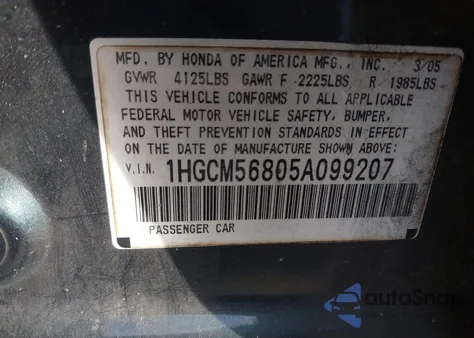 MFD. BY HONDA OF AMERICA MFG., INC. 3/05
GVWR 4125LBS GAWR F 2225LBS R 1985LBS
THIS VEHICLE CONFORMS TO ALL APPLICABLE
FEDERAL MOTOR VEHICLE SAFETY, BUMPER,
AND THEFT PREVENTION STANDARDS IN EFFECT
ON THE DATE OF MANUFACTURE SHOWN ABOVE:
V.I.N. 1HGCM56805A099207
PASSENGER CAR
autoSnap